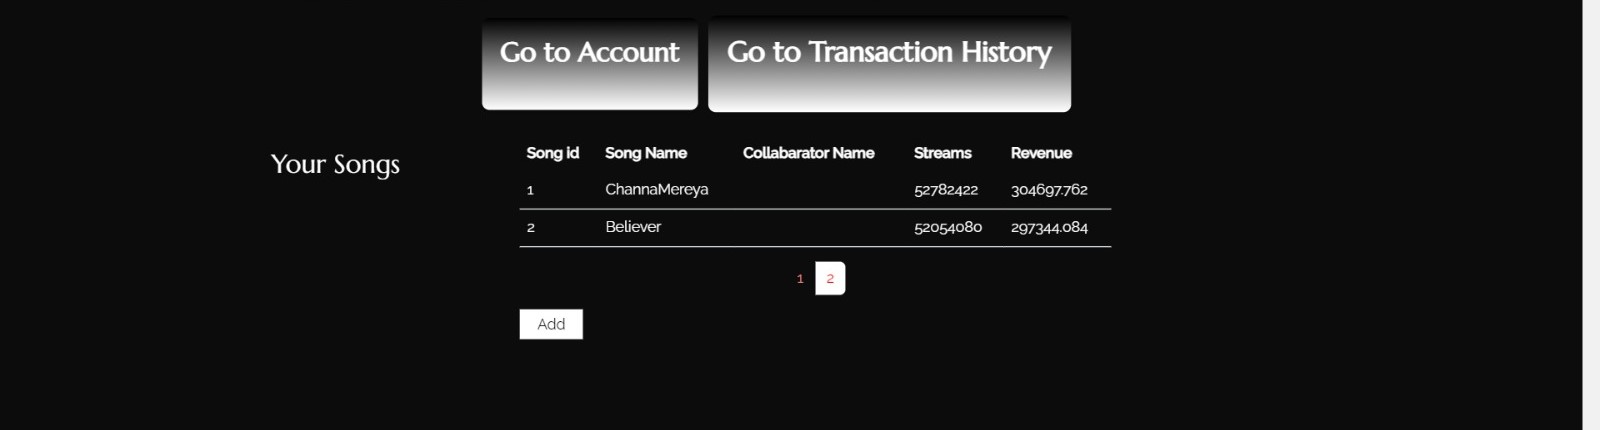 Go to Account Go to Transaction History
Your Songs
Song id Song Name Collabarator Name Streams Revenue
1 ChannaMereya 52782422 304697.762
2 Believer 52054080 297344.084
1 2
Add